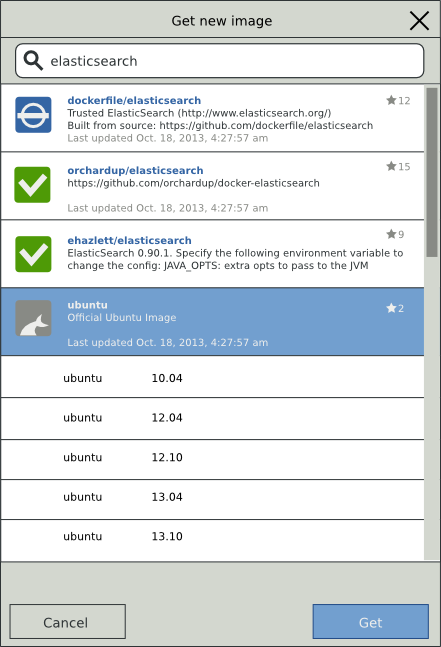 Get new image
elasticsearch
dockerfile/elasticsearch
12
Trusted ElasticSearch (http://www.elasticsearch.org/)
Built from source: https://github.com/dockerfile/elasticsearch
Last updated Oct. 18, 2013, 4:27:57 am
orchardup/elasticsearch
15
https://github.com/orchardup/docker-elasticsearch
Last updated Oct. 18, 2013, 4:27:57 am
ehazlett/elasticsearch
9
ElasticSearch 0.90.1. Specify the following environment variable to
change the config: JAVA_OPTS: extra opts to pass to the JVM
ubuntu
2
Official Ubuntu Image
Last updated Oct. 18, 2013, 4:27:57 am
ubuntu 10.04
ubuntu 12.04
ubuntu 12.10
ubuntu 13.04
ubuntu 13.10
Cancel Get